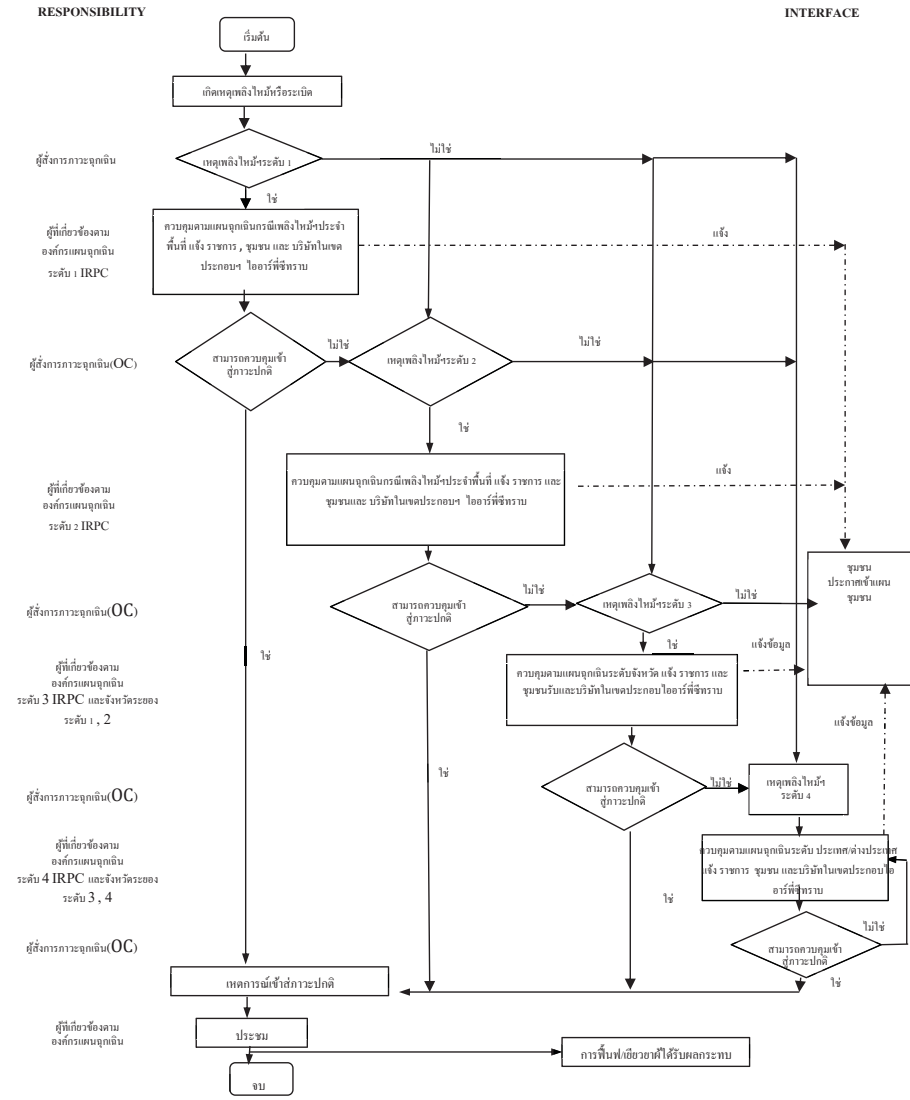 RESPONSIBILITY
INTERFACE
เริ่มต้น
เกิดเหตุเพลิงไหม้หรือระเบิด
ผู้สั่งการภาวะฉุกเฉิน
เหตุเพลิงไหม้ฯระดับ 1
ไม่ใช่
ใช่
ผู้ที่เกี่ยวข้องตาม
องค์กรแผนฉุกเฉิน
ระดับ 1 IRPC
ควบคุมตามแผนฉุกเฉินกรณีเพลิงไหม้ฯประจำ
พื้นที่ แจ้ง ราชการ , ชุมชน และ บริษัทในเขต
ประกอบฯ ไออาร์พี่ซีทราบ
แจ้ง
ผู้สั่งการภาวะฉุกเฉิน(OC)
สามารถควบคุมเข้า
สู่ภาวะปกติ
ไม่ใช่
เหตุเพลิงไหม้ฯระดับ 2
ไม่ใช่
ใช่
ผู้ที่เกี่ยวข้องตาม
องค์กรแผนฉุกเฉิน
ระดับ 2 IRPC
ควบคุมตามแผนฉุกเฉินกรณีเพลิงไหม้ฯประจำพื้นที่ แจ้ง ราชการ และ
ชุมชนและ บริษัทในเขตประกอบฯ ไออาร์พี่ซีทราบ
แจ้ง
ชุมชน
ประกาศเข้าแผน
ชุมชน
ผู้สั่งการภาวะฉุกเฉิน(OC)
สามารถควบคุมเข้า
สู่ภาวะปกติ
ไม่ใช่
เหตุเพลิงไหม้ฯระดับ 3
ไม่ใช่
ใช่
ใช่
แจ้งข้อมูล
ผู้ที่เกี่ยวข้องตาม
องค์กรแผนฉุกเฉิน
ระดับ 3 IRPC และจังหวัดระยอง
ระดับ 1 , 2
ควบคุมตามแผนฉุกเฉินระดับจังหวัด แจ้ง ราชการ และ
ชุมชนรับและบริษัทในเขตประกอบไออาร์พี่ซีทราบ
แจ้งข้อมูล
ใช่
ผู้สั่งการภาวะฉุกเฉิน(OC)
สามารถควบคุมเข้า
สู่ภาวะปกติ
ไม่ใช่
เหตุเพลิงไหม้ฯ
ระดับ 4
ผู้ที่เกี่ยวข้องตาม
องค์กรแผนฉุกเฉิน
ระดับ 4 IRPC และจังหวัดระยอง
ระดับ 3 , 4
ควบคุมตามแผนฉุกเฉินระดับ ประเทศ/ต่างประเทศ
แจ้ง ราชการ ชุมชน และบริษัทในเขตประกอบไอ
อาร์พี่ซีทราบ
ใช่
ผู้สั่งการภาวะฉุกเฉิน(OC)
สามารถควบคุมเข้า
สู่ภาวะปกติ
ไม่ใช่
ใช่
เหตการณ์เข้าส่ภาวะปกติ
ผู้ที่เกี่ยวข้องตาม
องค์กรแผนฉุกเฉิน
ประชม
การฟื้นฟู/เยียวยาผู้ได้รับผลกระทบ
จบ